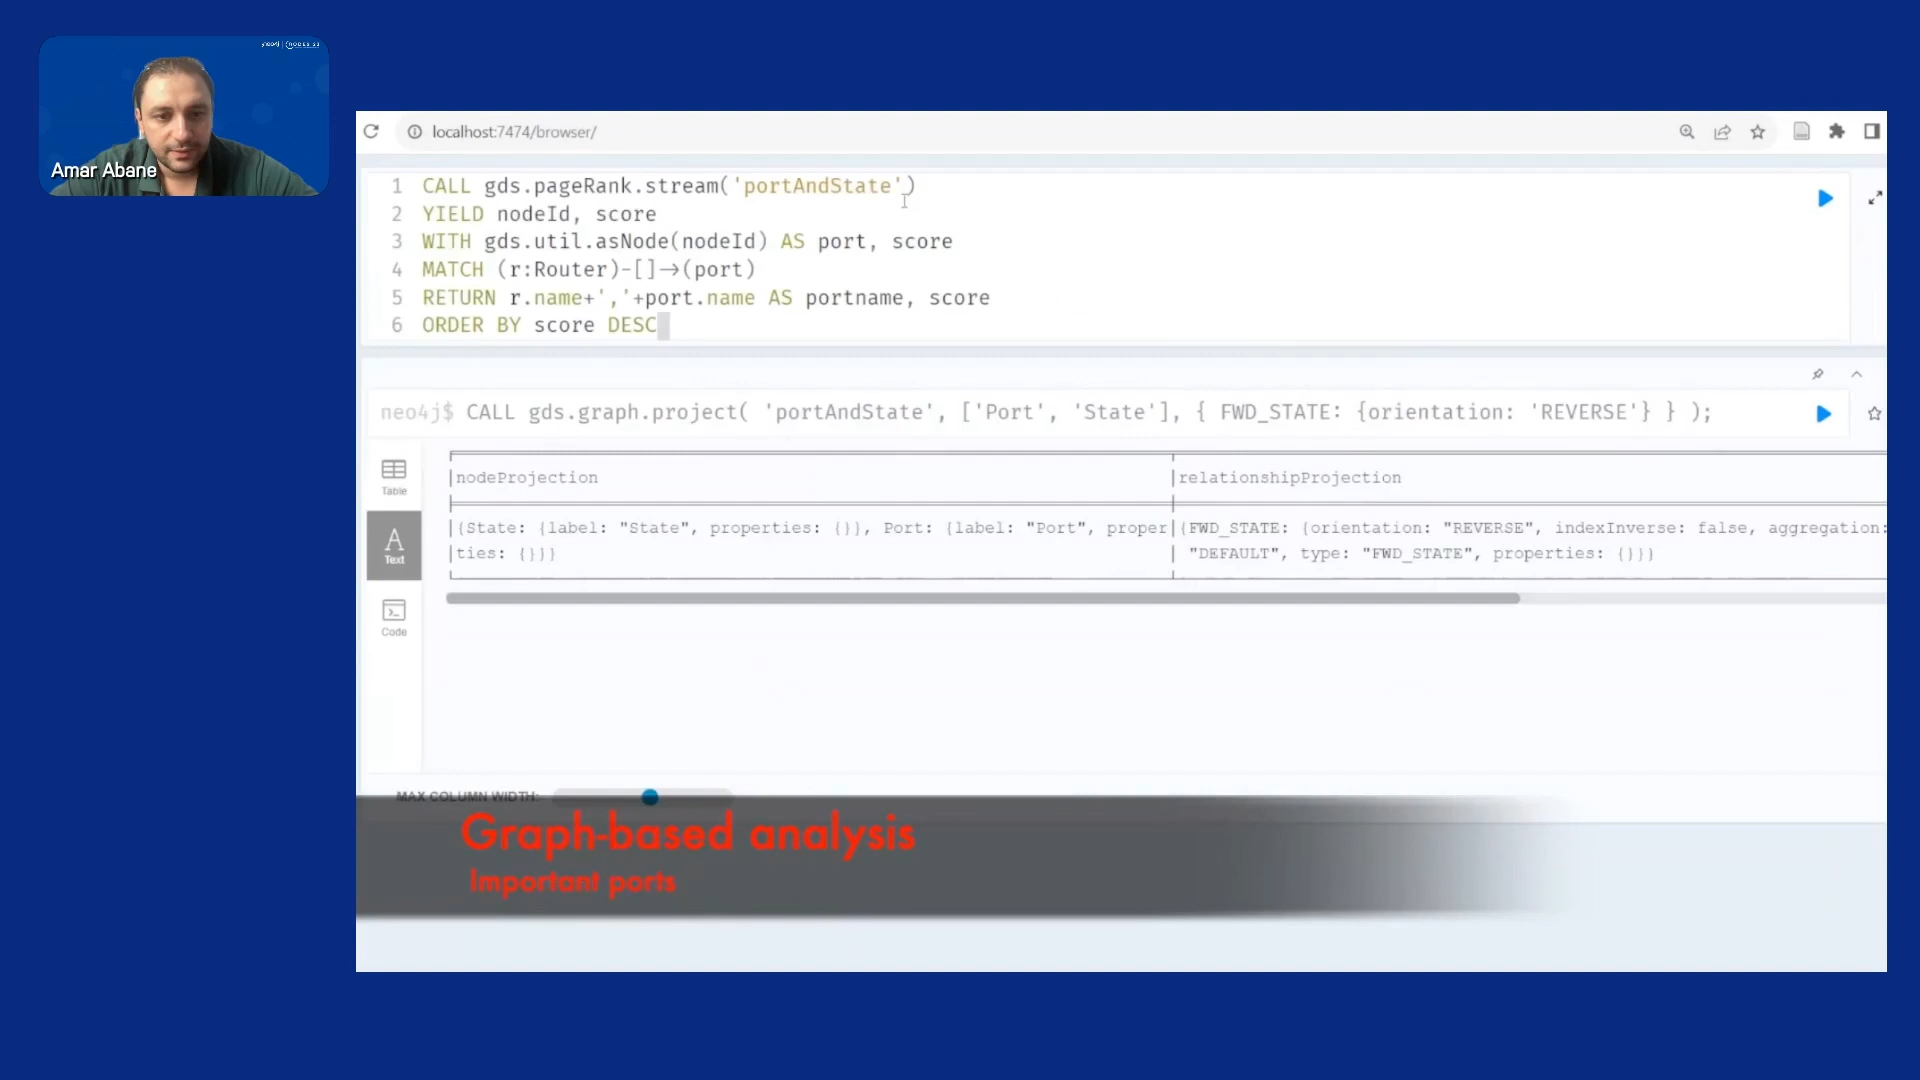 neo4j | NODES 23
Amar Abane
localhost:7474/browser/
1 CALL gds.pageRank.stream('portAndState')
2 YIELD nodeId, score
3 WITH gds.util.asNode(nodeId) AS port, score
4 MATCH (r:Router)-[]->(port)
5 RETURN r.name+','+port.name AS portname, score
6 ORDER BY score DESC
neo4j$ CALL gds.graph.project( 'portAndState', ['Port', 'State'], { FWD_STATE: {orientation: 'REVERSE'} } );
Table
Text
Code
|nodeProjection |relationshipProjection
|{State: {label: "State", properties: {}}, Port: {label: "Port", proper|{FWD_STATE: {orientation: "REVERSE", indexInverse: false, aggregation:
|ties: {}}} | "DEFAULT", type: "FWD_STATE", properties: {}}}
MAX COLUMN WIDTH:
Graph-based analysis
Important ports